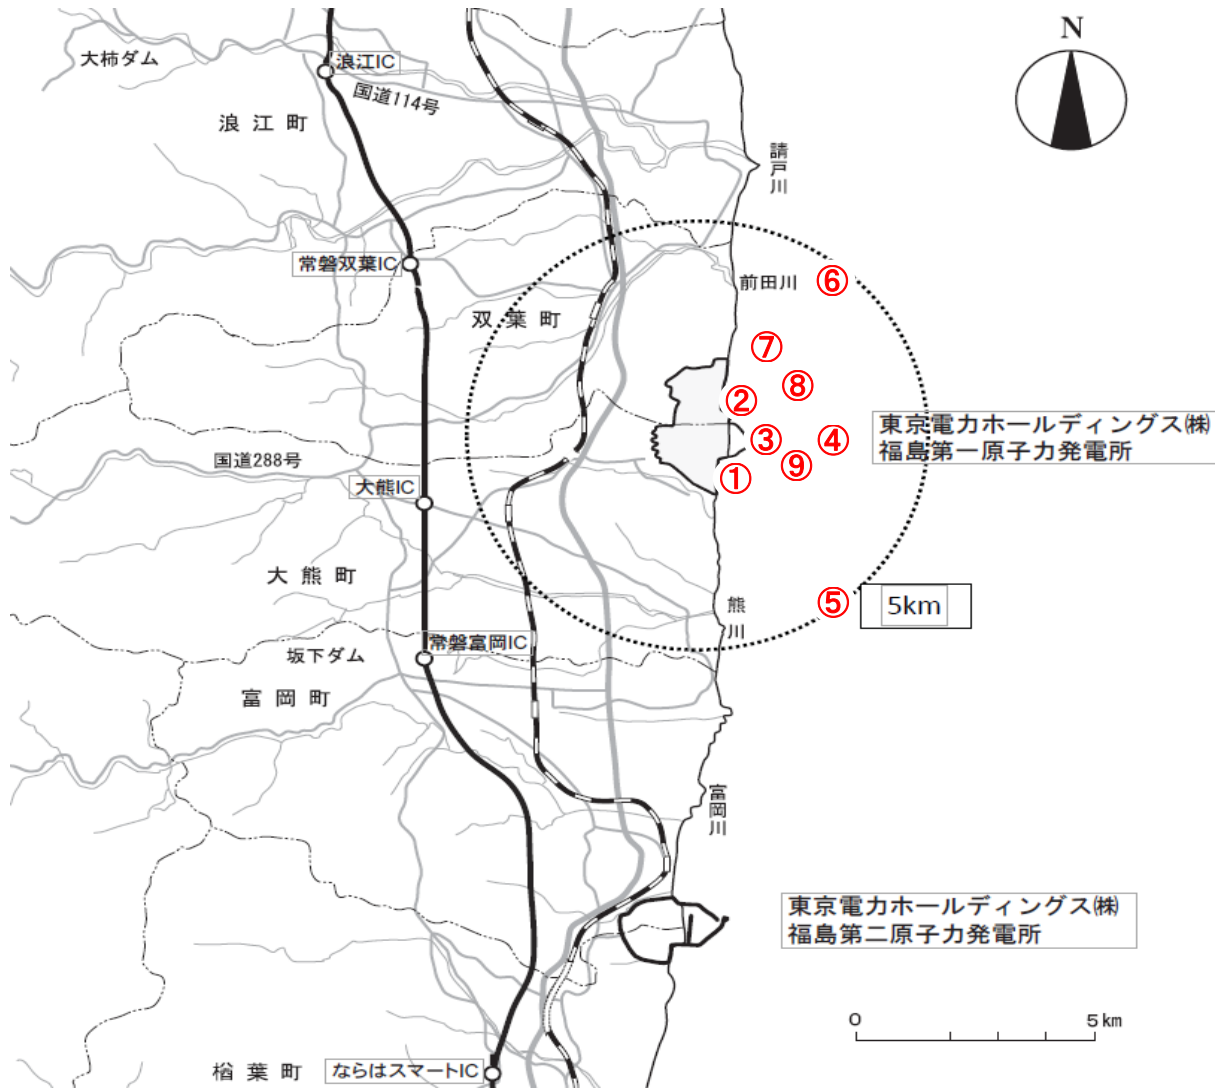 N
大柿ダム
浪江IC
国道114号
浪江町
請戸川
常磐双葉IC
前田川
⑥
双葉町
⑦
⑧
②
東京電力ホールディングス㈱
福島第一原子力発電所
③
④
国道288号
⑨
①
大熊IC
大熊町
熊川
⑤
5km
常磐富岡IC
坂下ダム
富岡町
富岡川
東京電力ホールディングス㈱
福島第二原子力発電所
0
5km
楢葉町
ならはスマートIC